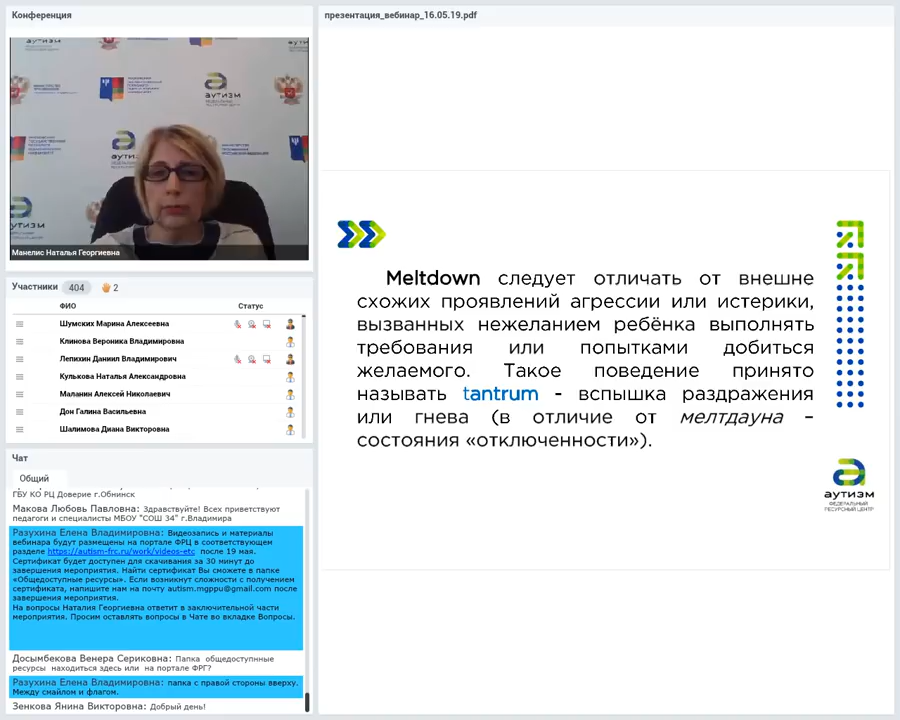 Конференция
аутизм
Манелис Наталья Георгиевна
Участники 404 2
ФИО Статус
Шумских Марина Алексеевна
Клинова Вероника Владимировна
Лепихин Даниил Владимирович
Кулькова Наталья Александровна
Маланин Алексей Николаевич
Дон Галина Васильевна
Шалимова Диана Викторовна
Чат
Общий
ГБУ КО РЦ Доверие г.Обнинск
Макова Любовь Павловна: Здравствуйте! Всех приветствуют
педагоги и специалисты МБОУ "СОШ 34" г.Владимира
Разухина Елена Владимировна: Видеозапись и материалы
вебинара будут размещены на портале ФРЦ в соответствующем
разделе https://autism-frc.ru/work/videos-etc после 19 мая.
Сертификат будет доступен для скачивания за 30 минут до
завершения мероприятия. Найти сертификат Вы сможете в папке
«Общедоступные ресурсы». Если возникнут сложности с получением
сертификата, напишите нам на почту autism.mgppu@gmail.com после
завершения мероприятия.
На вопросы Наталия Георгиевна ответит в заключительной части
мероприятия. Просим оставлять вопросы в Чате во вкладке Вопросы.
Досымбекова Венера Сериковна: Папка общедоступнные
ресурсы находиться здесь или на портале ФРГ?
Разухина Елена Владимировна: папка с правой стороны вверху.
Между смайлом и флагом.
Зенкова Янина Викторовна: Добрый день!
презентация_вебинар_16.05.19.pdf
Meltdown следует отличать от внешне
схожих проявлений агрессии или истерики,
вызванных нежеланием ребёнка выполнять
требования или попытками добиться
желаемого. Такое поведение принято
называть tantrum - вспышка раздражения
или гнева (в отличие от мелтдауна –
состояния «отключенности»).
аутизм
ФЕДЕРАЛЬНЫЙ
РЕСУРСНЫЙ ЦЕНТР